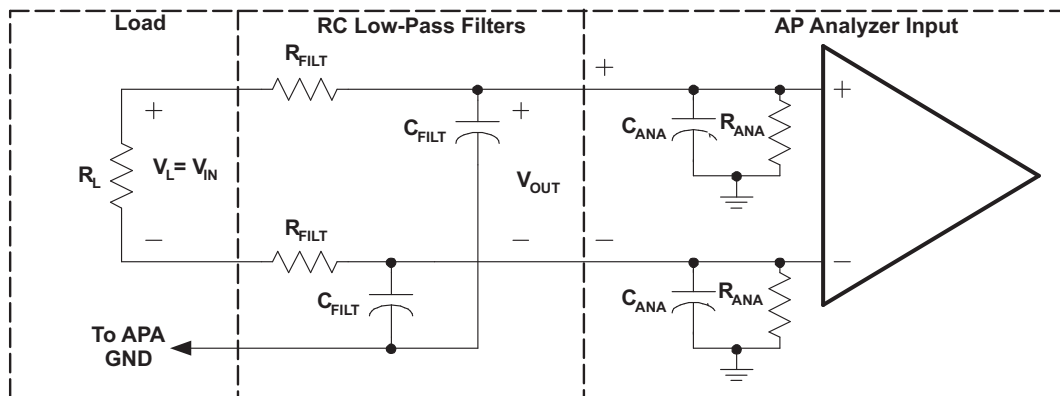 Load
RC Low-Pass Filters
AP Analyzer Input
R_FILT
+
+
+
+
C_FILT
C_ANA
R_ANA
R_L
V_L = V_IN
V_OUT
R_FILT
−
−
−
−
C_FILT
C_ANA
R_ANA
To APA
GND